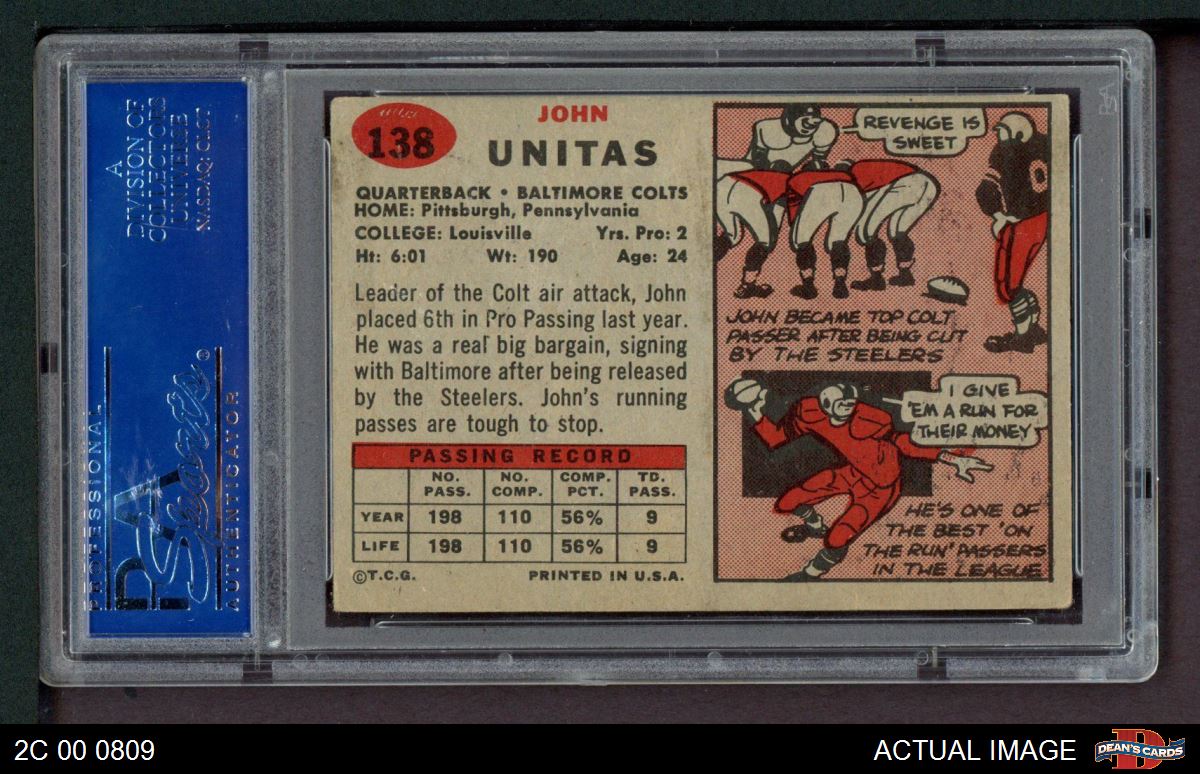 A
DIVISION OF
COLLECTORS
UNIVERSE
NASDAQ: CLCT
PROFESSIONAL
PSA
Sports
®
AUTHENTICATOR
138
JOHN
UNITAS
QUARTERBACK • BALTIMORE COLTS
HOME: Pittsburgh, Pennsylvania
COLLEGE: Louisville Yrs. Pro: 2
Ht: 6:01 Wt: 190 Age: 24
Leader of the Colt air attack, John
placed 6th in Pro Passing last year.
He was a real big bargain, signing
with Baltimore after being released
by the Steelers. John's running
passes are tough to stop.
PASSING RECORD
NO. PASS. NO. COMP. COMP. PCT. TD. PASS.
YEAR 198 110 56% 9
LIFE 198 110 56% 9
©T.C.G. PRINTED IN U.S.A.
REVENGE IS
SWEET
JOHN BECAME TOP COLT
PASSER AFTER BEING CUT
BY THE STEELERS
I GIVE
'EM A RUN FOR
THEIR MONEY
HE'S ONE OF
THE BEST 'ON
THE RUN' PASSERS
IN THE LEAGUE
PSA
2C 00 0809
ACTUAL IMAGE
D
DEAN'S CARDS